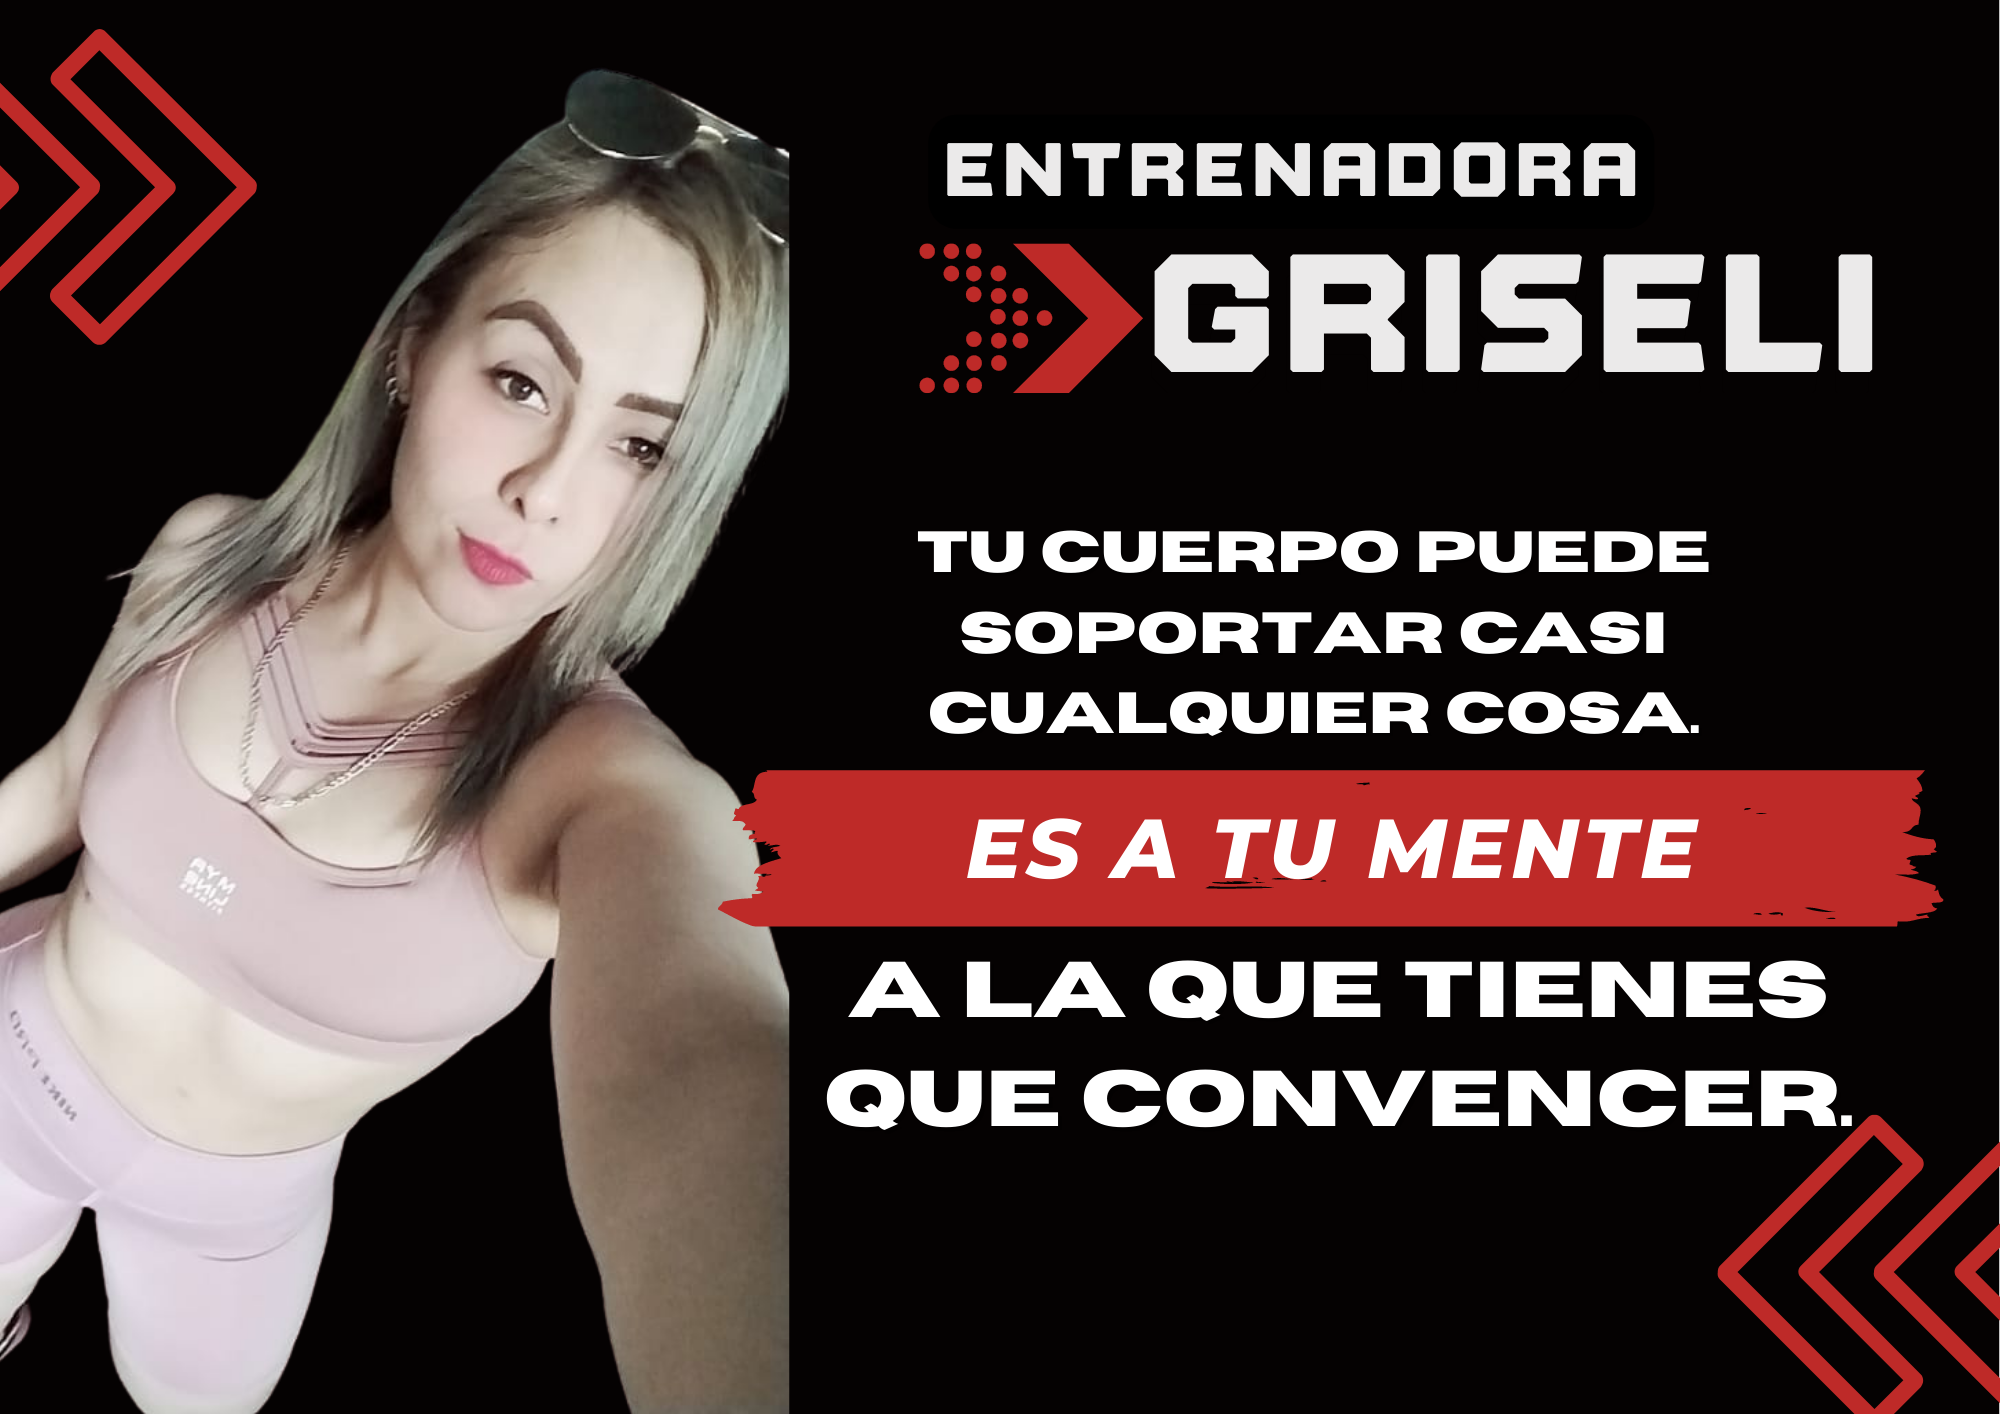 ENTRENADORA
GRISELI
TU CUERPO PUEDE
SOPORTAR CASI
CUALQUIER COSA.
ES A TU MENTE
A LA QUE TIENES
QUE CONVENCER.